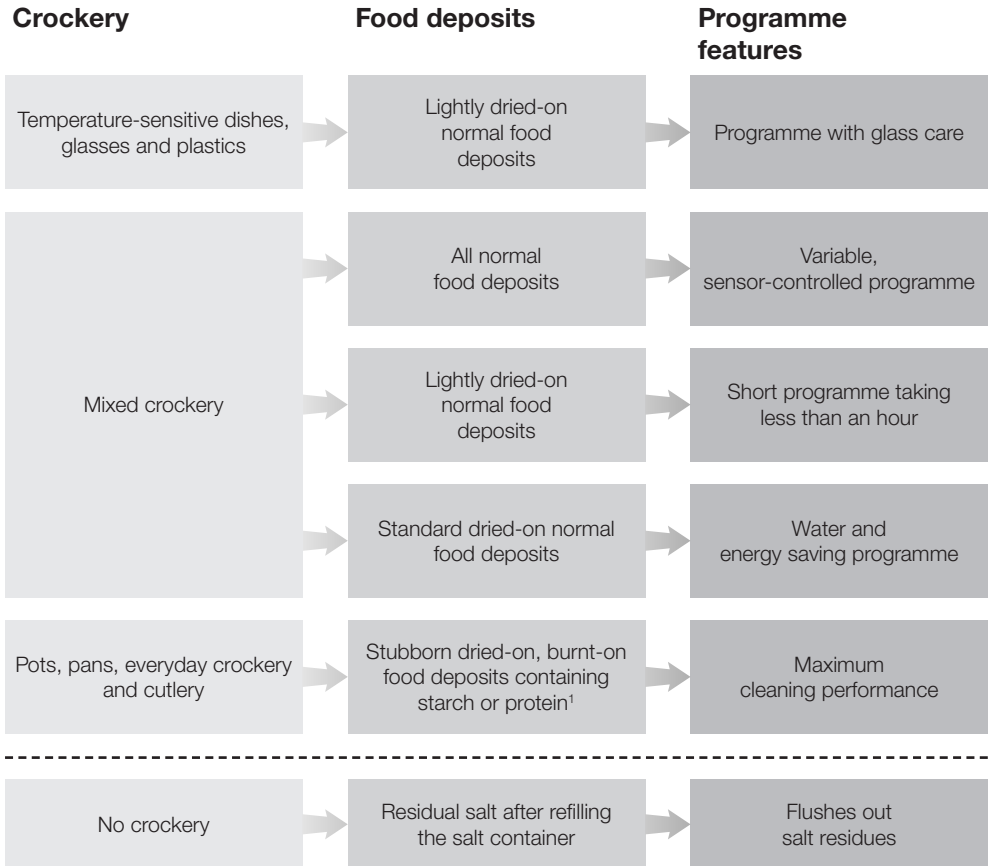 Crockery
Food deposits
Programme
features
Temperature-sensitive dishes,
glasses and plastics
Lightly dried-on
normal food
deposits
Programme with glass care
Mixed crockery
All normal
food deposits
Variable,
sensor-controlled programme
Lightly dried-on
normal food
deposits
Short programme taking
less than an hour
Standard dried-on normal
food deposits
Water and
energy saving programme
Pots, pans, everyday crockery
and cutlery
Stubborn dried-on, burnt-on
food deposits containing
starch or protein¹
Maximum
cleaning performance
No crockery
Residual salt after refilling
the salt container
Flushes out
salt residues